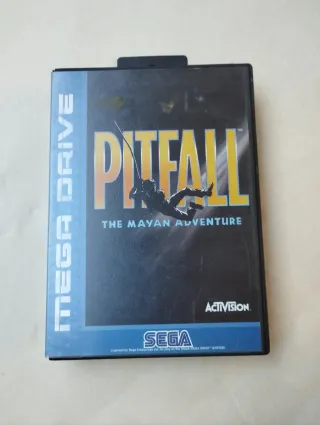 MEGA DRIVE
PITFALL
THE MAYAN ADVENTURE
ACTIVISION
SEGA